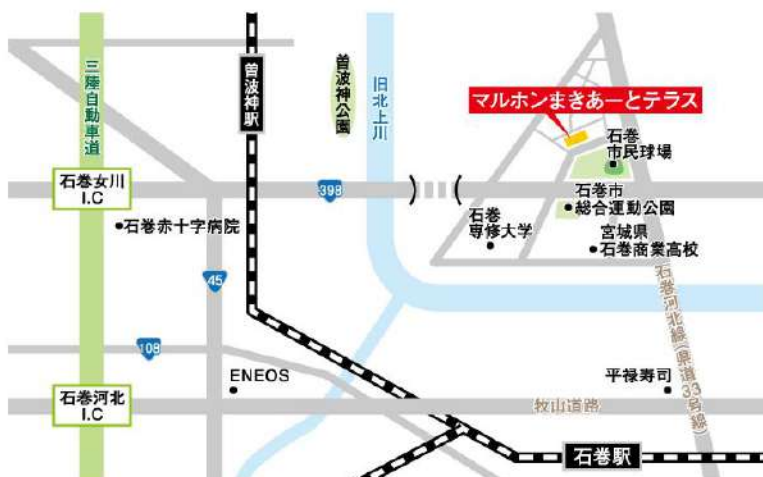 三陸自動車道
曽波神駅
曽波神公園
旧北上川
マルホンまきあーとテラス
石巻
市民球場
石巻女川
I.C
398
石巻市
総合運動公園
石巻赤十字病院
石巻
専修大学
宮城県
石巻商業高校
45
石巻河北線(県道33号線)
108
ENEOS
平禄寿司
石巻河北
I.C
牧山道路
石巻駅